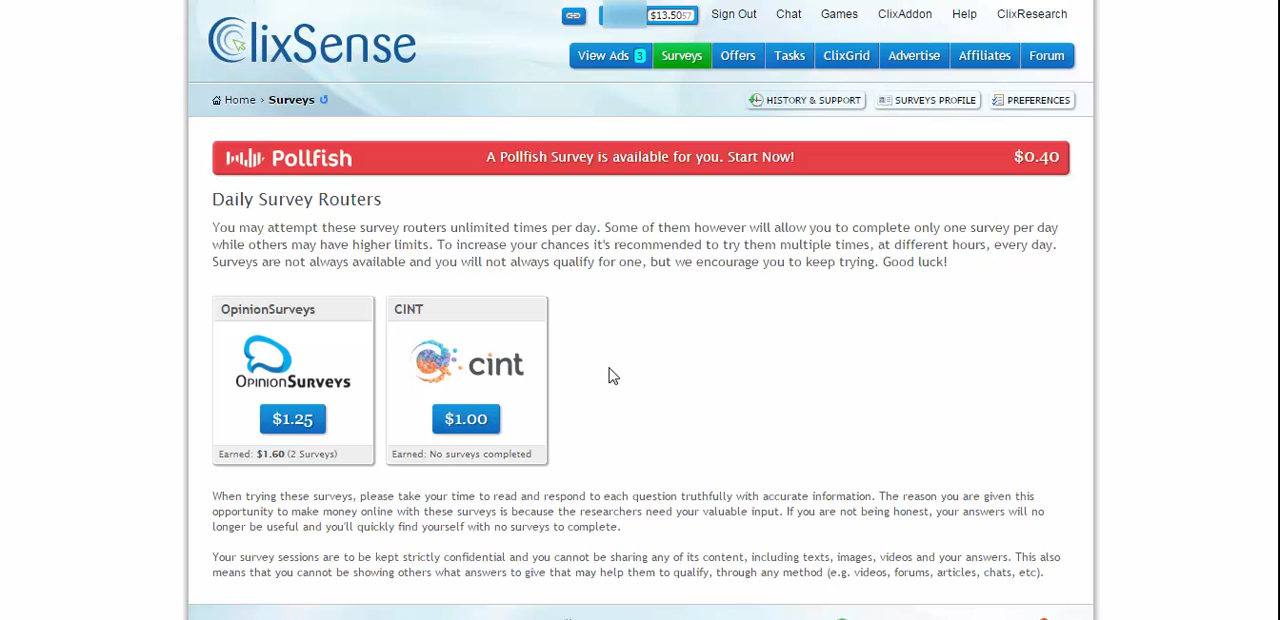 $13.5057 Sign Out Chat Games ClixAddon Help ClixResearch
ClixSense
View Ads 3 Surveys Offers Tasks ClixGrid Advertise Affiliates Forum
Home › Surveys HISTORY & SUPPORT SURVEYS PROFILE PREFERENCES
Pollfish A Pollfish Survey is available for you. Start Now! $0.40
Daily Survey Routers
You may attempt these survey routers unlimited times per day. Some of them however will allow you to complete only one survey per day
while others may have higher limits. To increase your chances it's recommended to try them multiple times, at different hours, every day.
Surveys are not always available and you will not always qualify for one, but we encourage you to keep trying. Good luck!
OpinionSurveys CINT
OPINIONSURVEYS cint
$1.25 $1.00
Earned: $1.60 (2 Surveys) Earned: No surveys completed
When trying these surveys, please take your time to read and respond to each question truthfully with accurate information. The reason you are given this
opportunity to make money online with these surveys is because the researchers need your valuable input. If you are not being honest, your answers will no
longer be useful and you'll quickly find yourself with no surveys to complete.
Your survey sessions are to be kept strictly confidential and you cannot be sharing any of its content, including texts, images, videos and your answers. This also
means that you cannot be showing others what answers to give that may help them to qualify, through any method (e.g. videos, forums, articles, chats, etc).